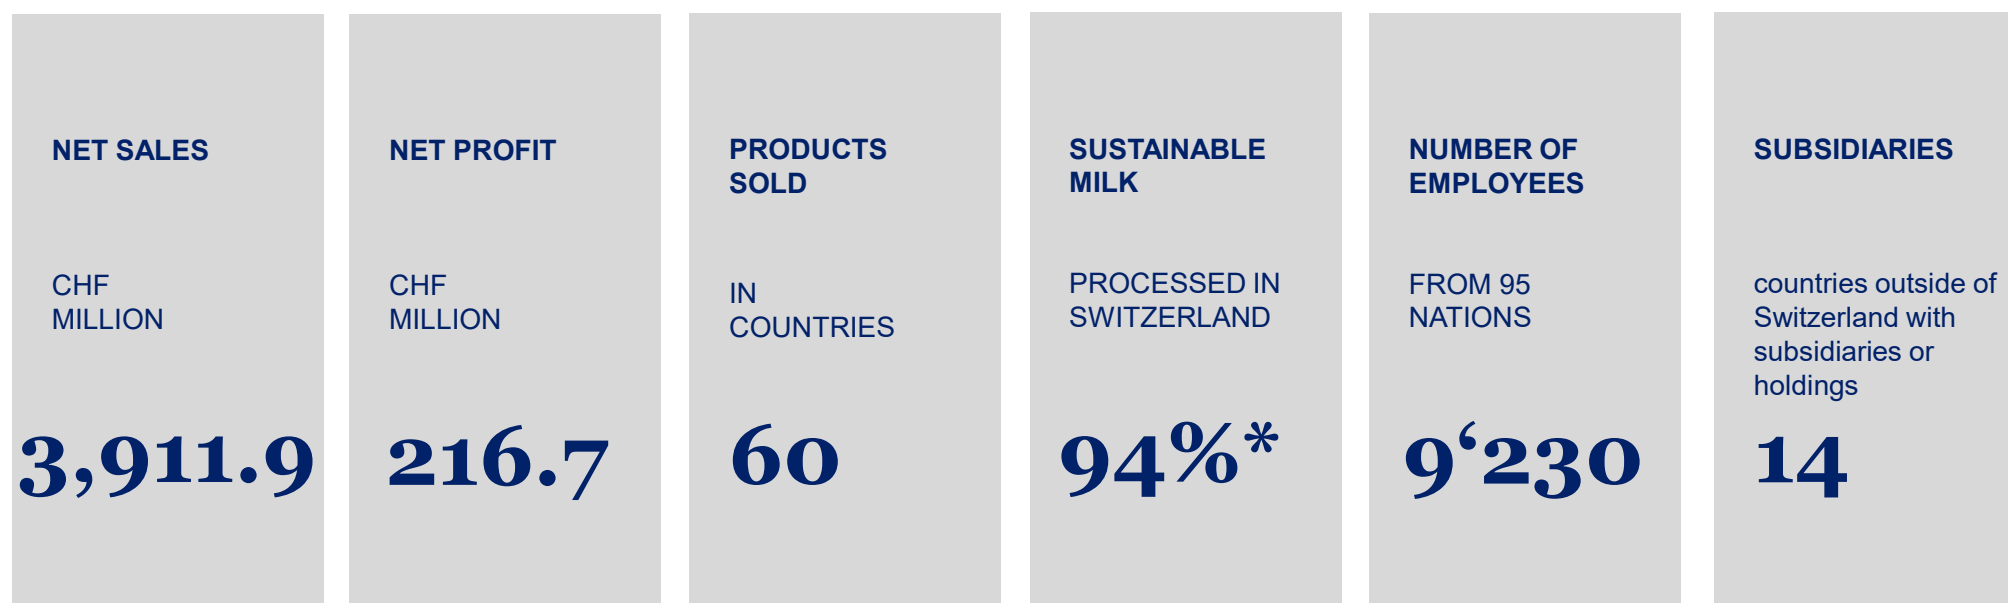 NET SALES
CHF
MILLION
3,911.9
NET PROFIT
CHF
MILLION
216.7
PRODUCTS
SOLD
IN
COUNTRIES
60
SUSTAINABLE
MILK
PROCESSED IN
SWITZERLAND
94%*
NUMBER OF
EMPLOYEES
FROM 95
NATIONS
9‘230
SUBSIDIARIES
countries outside of
Switzerland with
subsidiaries or
holdings
14